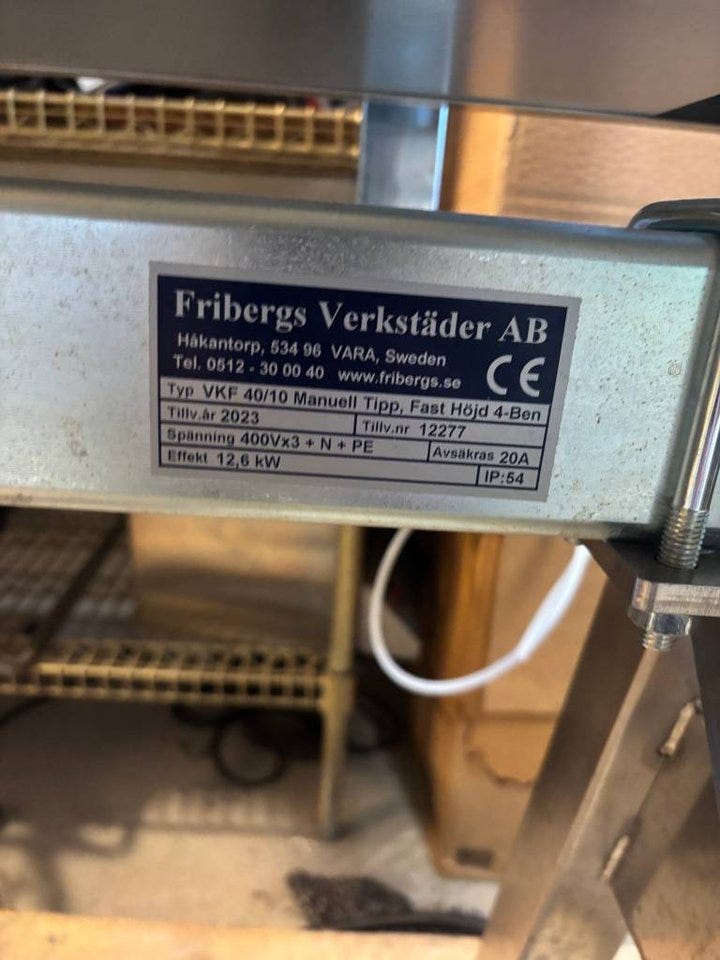 Fribergs Verkstäder AB
Håkantorp, 534 96 VARA, Sweden
Tel. 0512 - 30 00 40 www.fribergs.se
CE
Typ VKF 40/10 Manuell Tipp, Fast Höjd 4-Ben
Tillv.år 2023 Tillv.nr 12277
Spänning 400Vx3 + N + PE Avsäkras 20A
Effekt 12,6 kW IP:54